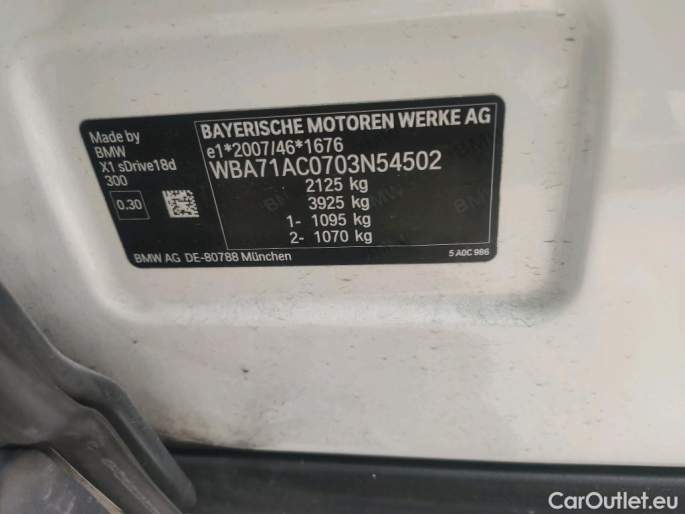 Made by
BMW
X1 sDrive18d
300
0.30
BAYERISCHE MOTOREN WERKE AG
e1*2007/46*1676
WBA71AC0703N54502
2125 kg
3925 kg
1- 1095 kg
2- 1070 kg
BMW AG DE-80788 München
5 A0C 986
CarOutlet.eu